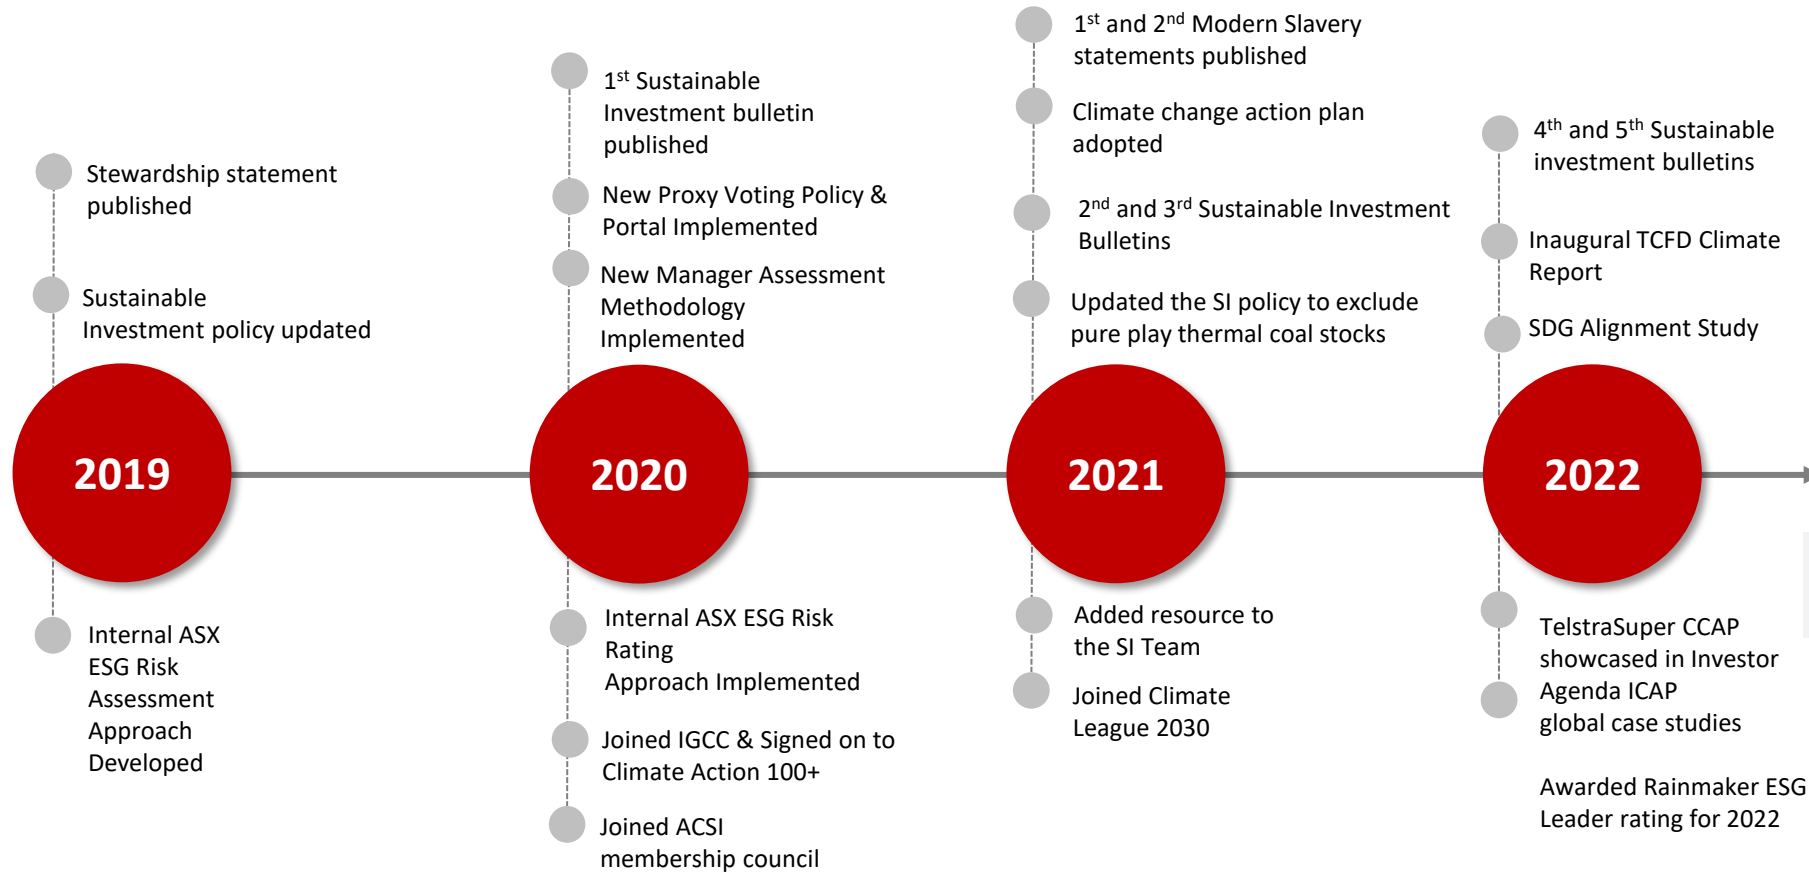 Stewardship statement
published
Sustainable
Investment policy updated
2019
Internal ASX
ESG Risk
Assessment
Approach
Developed
1st Sustainable
Investment bulletin
published
New Proxy Voting Policy &
Portal Implemented
New Manager Assessment
Methodology
Implemented
2020
Internal ASX ESG Risk
Rating
Approach Implemented
Joined IGCC & Signed on to
Climate Action 100+
Joined ACSI
membership council
1st and 2nd Modern Slavery
statements published
Climate change action plan
adopted
2nd and 3rd Sustainable Investment
Bulletins
Updated the SI policy to exclude
pure play thermal coal stocks
2021
Added resource to
the SI Team
Joined Climate
League 2030
4th and 5th Sustainable
investment bulletins
Inaugural TCFD Climate
Report
SDG Alignment Study
2022
TelstraSuper CCAP
showcased in Investor
Agenda ICAP
global case studies
Awarded Rainmaker ESG
Leader rating for 2022